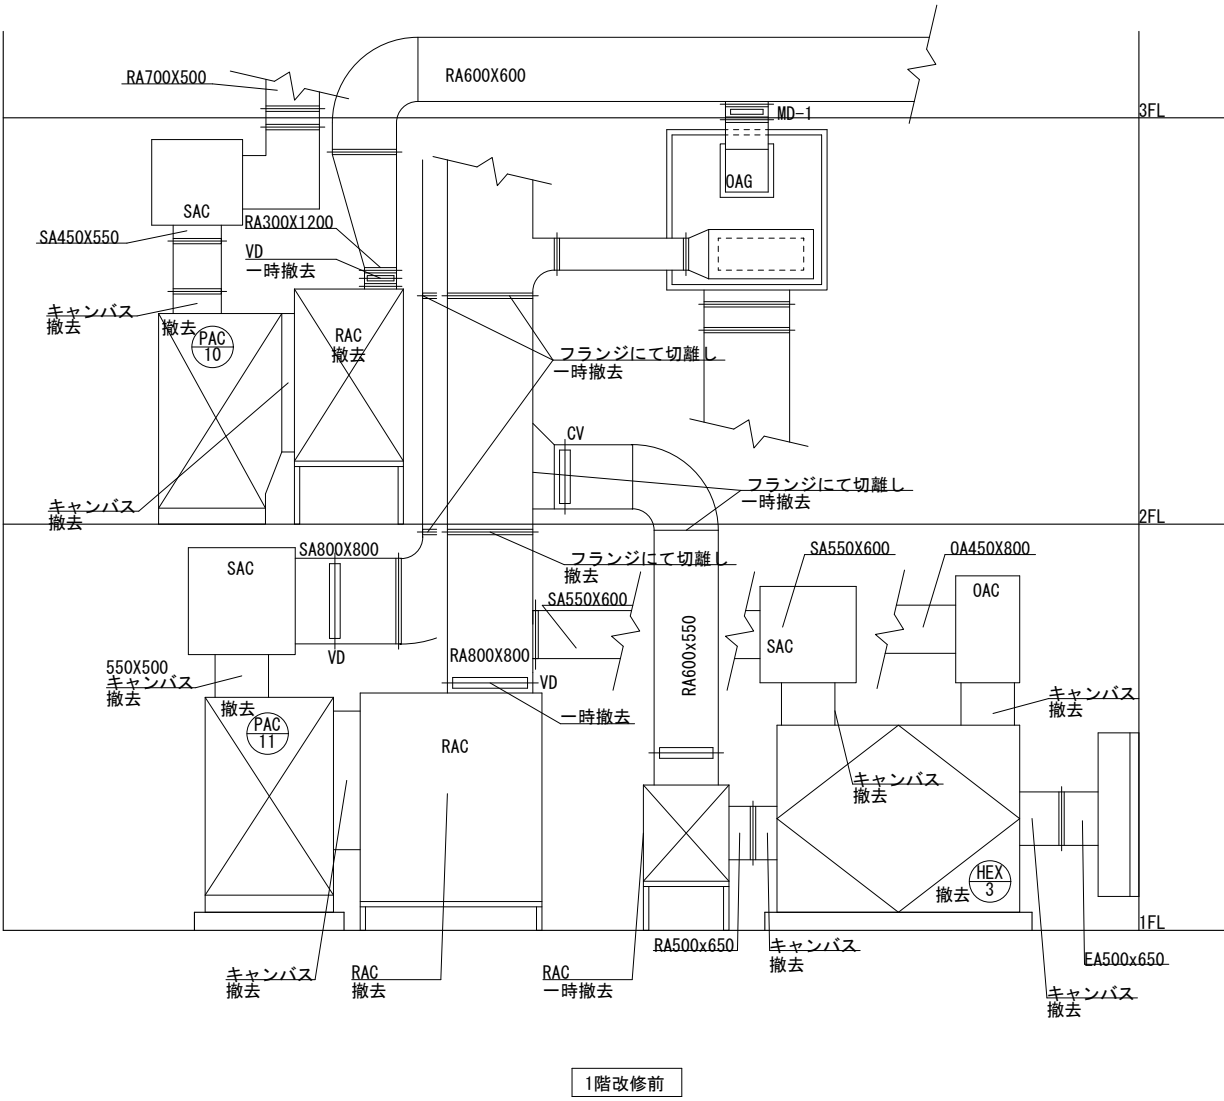 RA700X500
RA600X600
3FL
MD-1
OAG
SAC
SA450X550
RA300X1200
VD
一時撤去
キャンバス
撤去
撤去
PAC
10
RAC
撤去
フランジにて切離し
一時撤去
CV
キャンバス
撤去
フランジにて切離し
一時撤去
2FL
SAC
SA800X800
フランジにて切離し
撤去
SA550X600
SA550X600
OA450X800
OAC
VD
RA800X800
VD
RA600x550
SAC
550X500
キャンバス
撤去
撤去
PAC
11
一時撤去
RAC
キャンバス
撤去
キャンバス
撤去
HEX
3
撤去
1FL
キャンバス
撤去
RAC
撤去
RAC
一時撤去
RA500x650
キャンバス
撤去
EA500x650
キャンバス
撤去
1階改修前